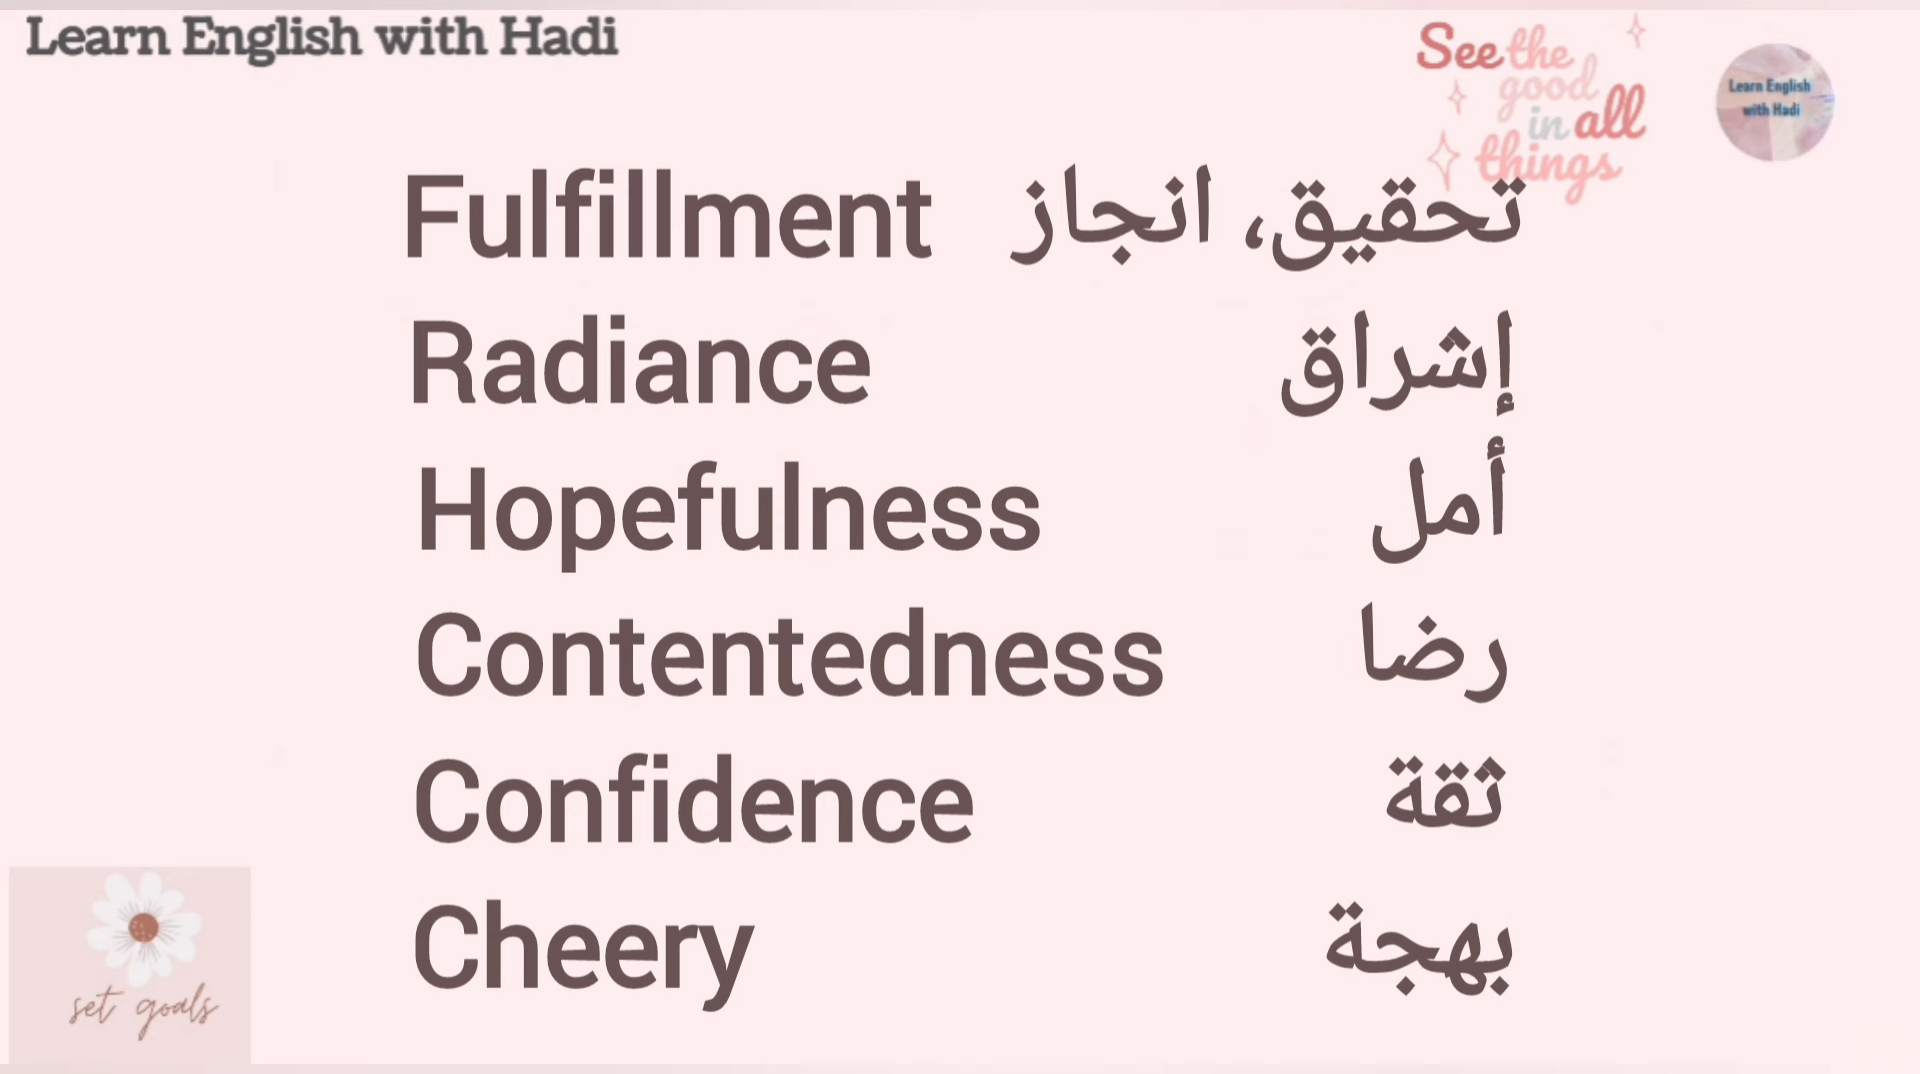 Learn English with Hadi
See the
good
in all
things
Learn English
with Hadi
Fulfillment تحقيق، انجاز
Radiance إشراق
Hopefulness أمل
Contentedness رضا
Confidence ثقة
Cheery بهجة
set goals